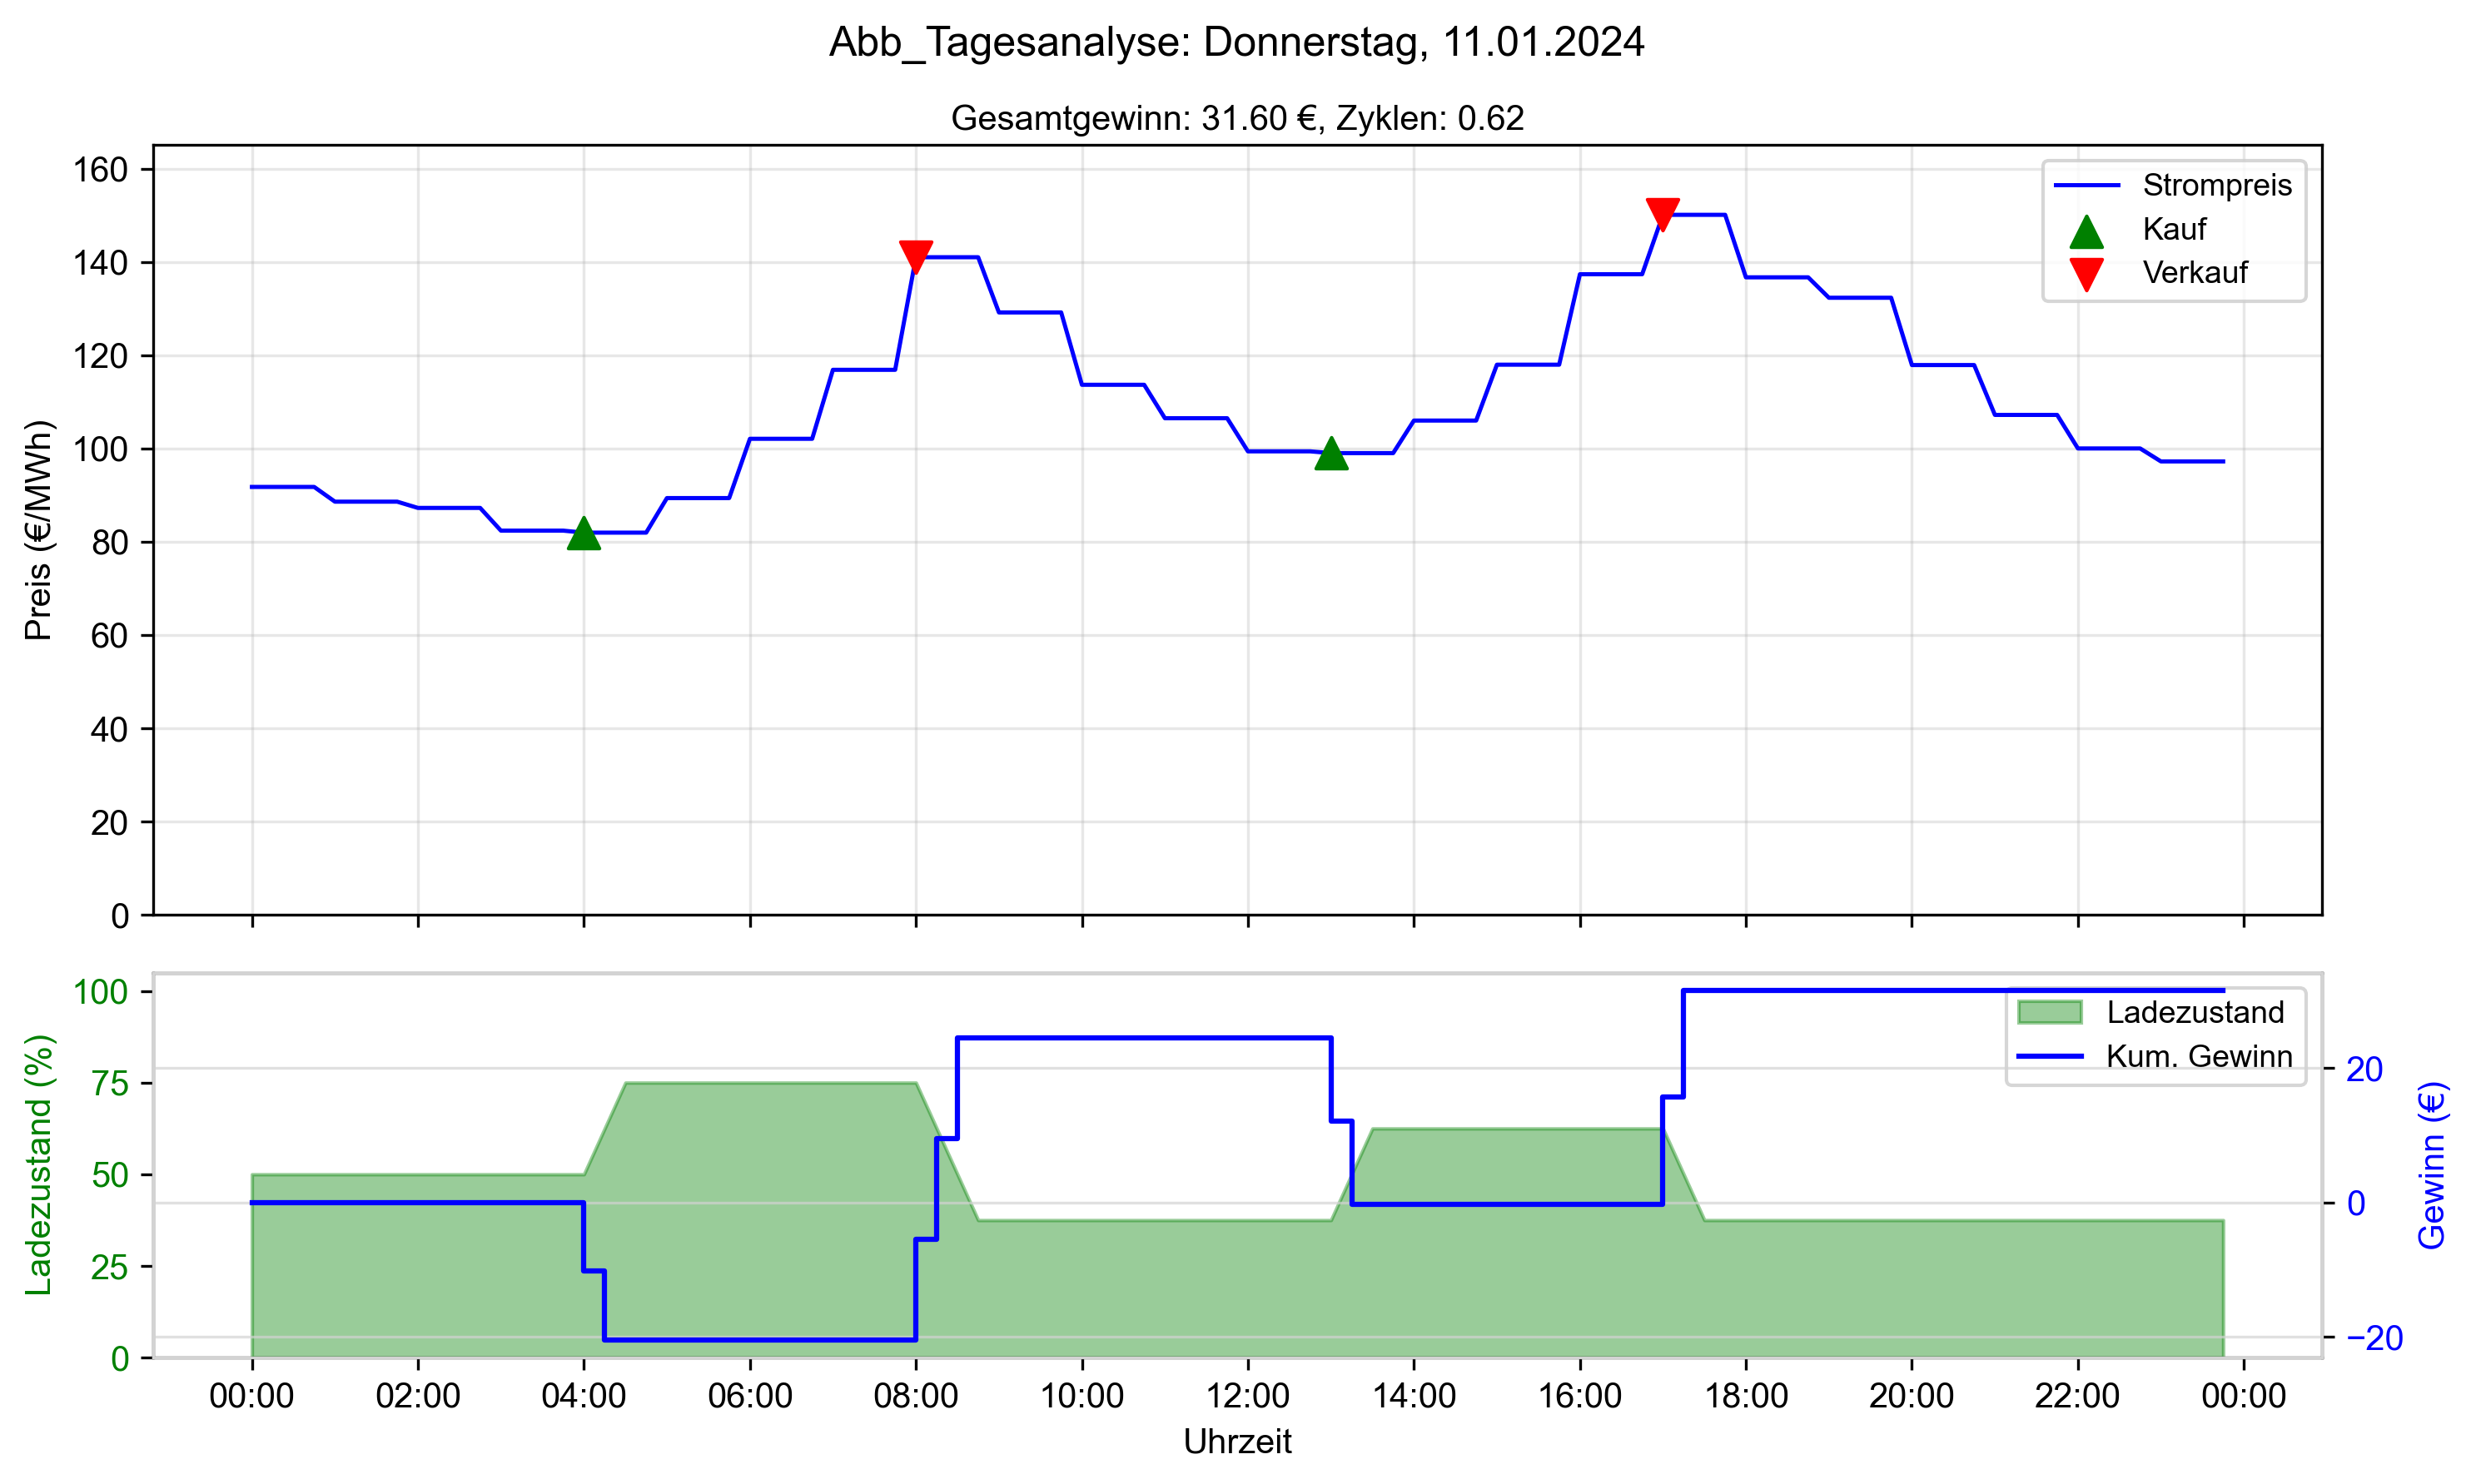 Abb_Tagesanalyse: Donnerstag, 11.01.2024
Gesamtgewinn: 31.60 €, Zyklen: 0.62
Preis (€/MWh)
160
140
120
100
80
60
40
20
0
Strompreis
Kauf
Verkauf
Ladezustand (%)
100
75
50
25
0
Ladezustand
Kum. Gewinn
20
0
−20
Gewinn (€)
00:00 02:00 04:00 06:00 08:00 10:00 12:00 14:00 16:00 18:00 20:00 22:00 00:00
Uhrzeit